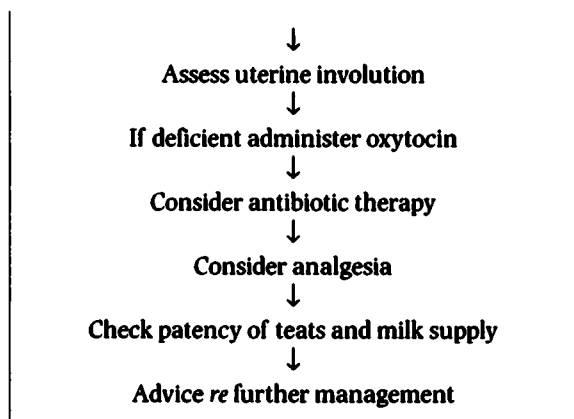 ↓
Assess uterine involution
↓
If deficient administer oxytocin
↓
Consider antibiotic therapy
↓
Consider analgesia
↓
Check patency of teats and milk supply
↓
Advice re further management